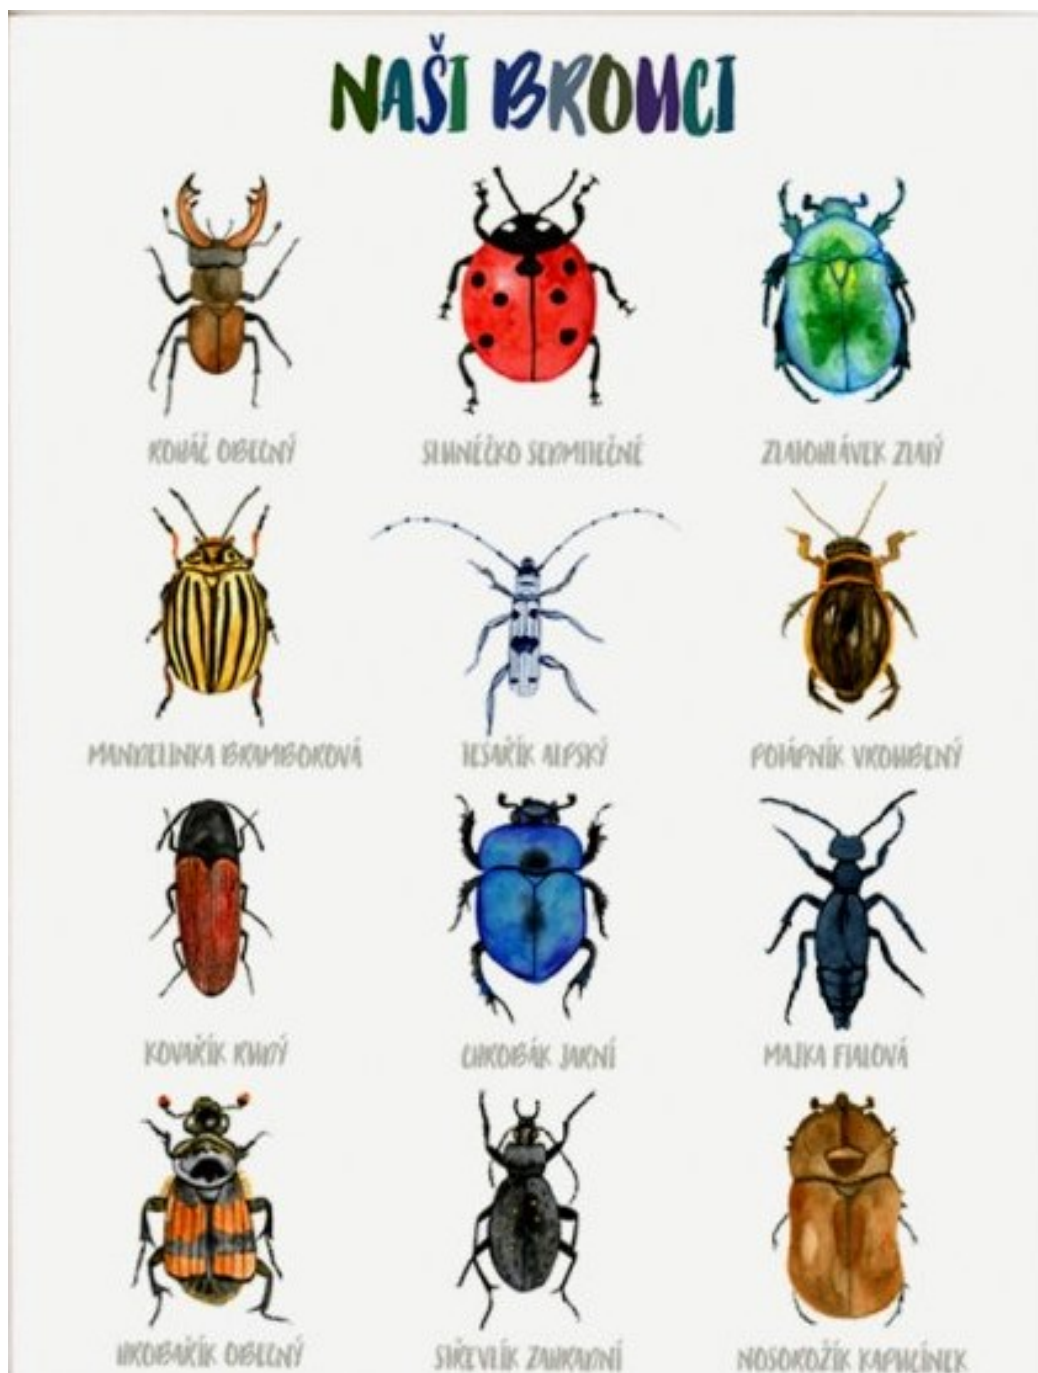 NAŠI BROUCI
ROHÁČ OBECNÝ
SLUNÉČKO SEDMITEČNÉ
ZLATOHLÁVEK ZLATÝ
MANDELINKA BRAMBOROVÁ
TESAŘÍK ALPSKÝ
POTÁPNÍK VROUBENÝ
KOVAŘÍK RUDÝ
CHROBÁK JARNÍ
MAJKA FIALOVÁ
HROBAŘÍK OBECNÝ
STŘEVLÍK ZAHRADNÍ
NOSOROŽÍK KAPUCÍNEK